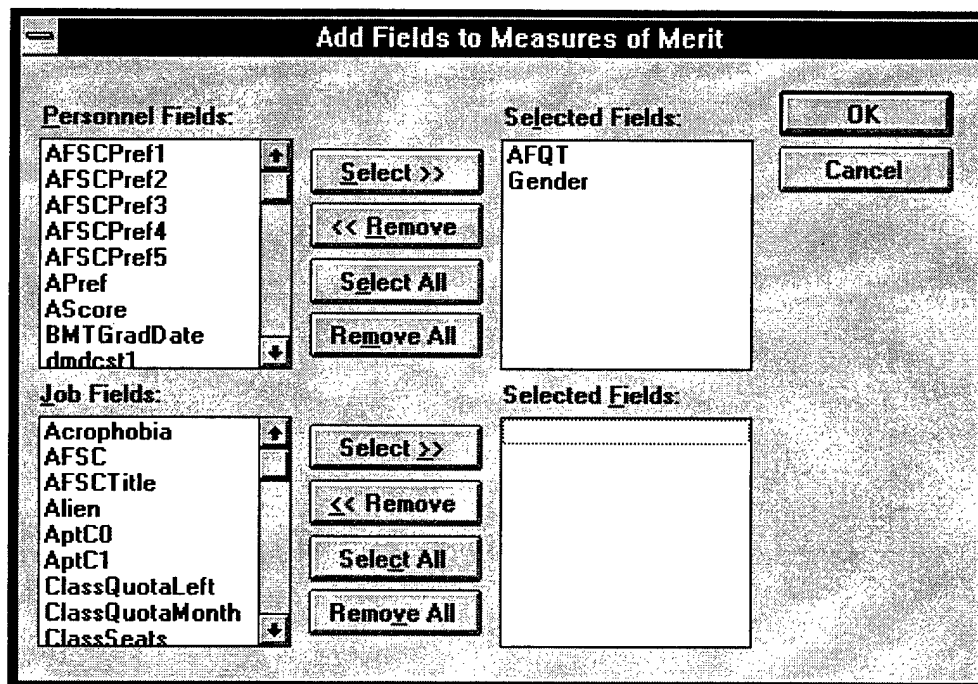 Add Fields to Measures of Merit
Personnel Fields:
AFSCPref1
AFSCPref2
AFSCPref3
AFSCPref4
AFSCPref5
APref
AScore
BMTGradDate
dmdcst1
Select >>
<< Remove
Select All
Remove All
Selected Fields:
AFQT
Gender
OK
Cancel
Job Fields:
Acrophobia
AFSC
AFSCTitle
Alien
AptC0
AptC1
ClassQuotaLeft
ClassQuotaMonth
ClassSeats
Select >>
<< Remove
Select All
Remove All
Selected Fields: